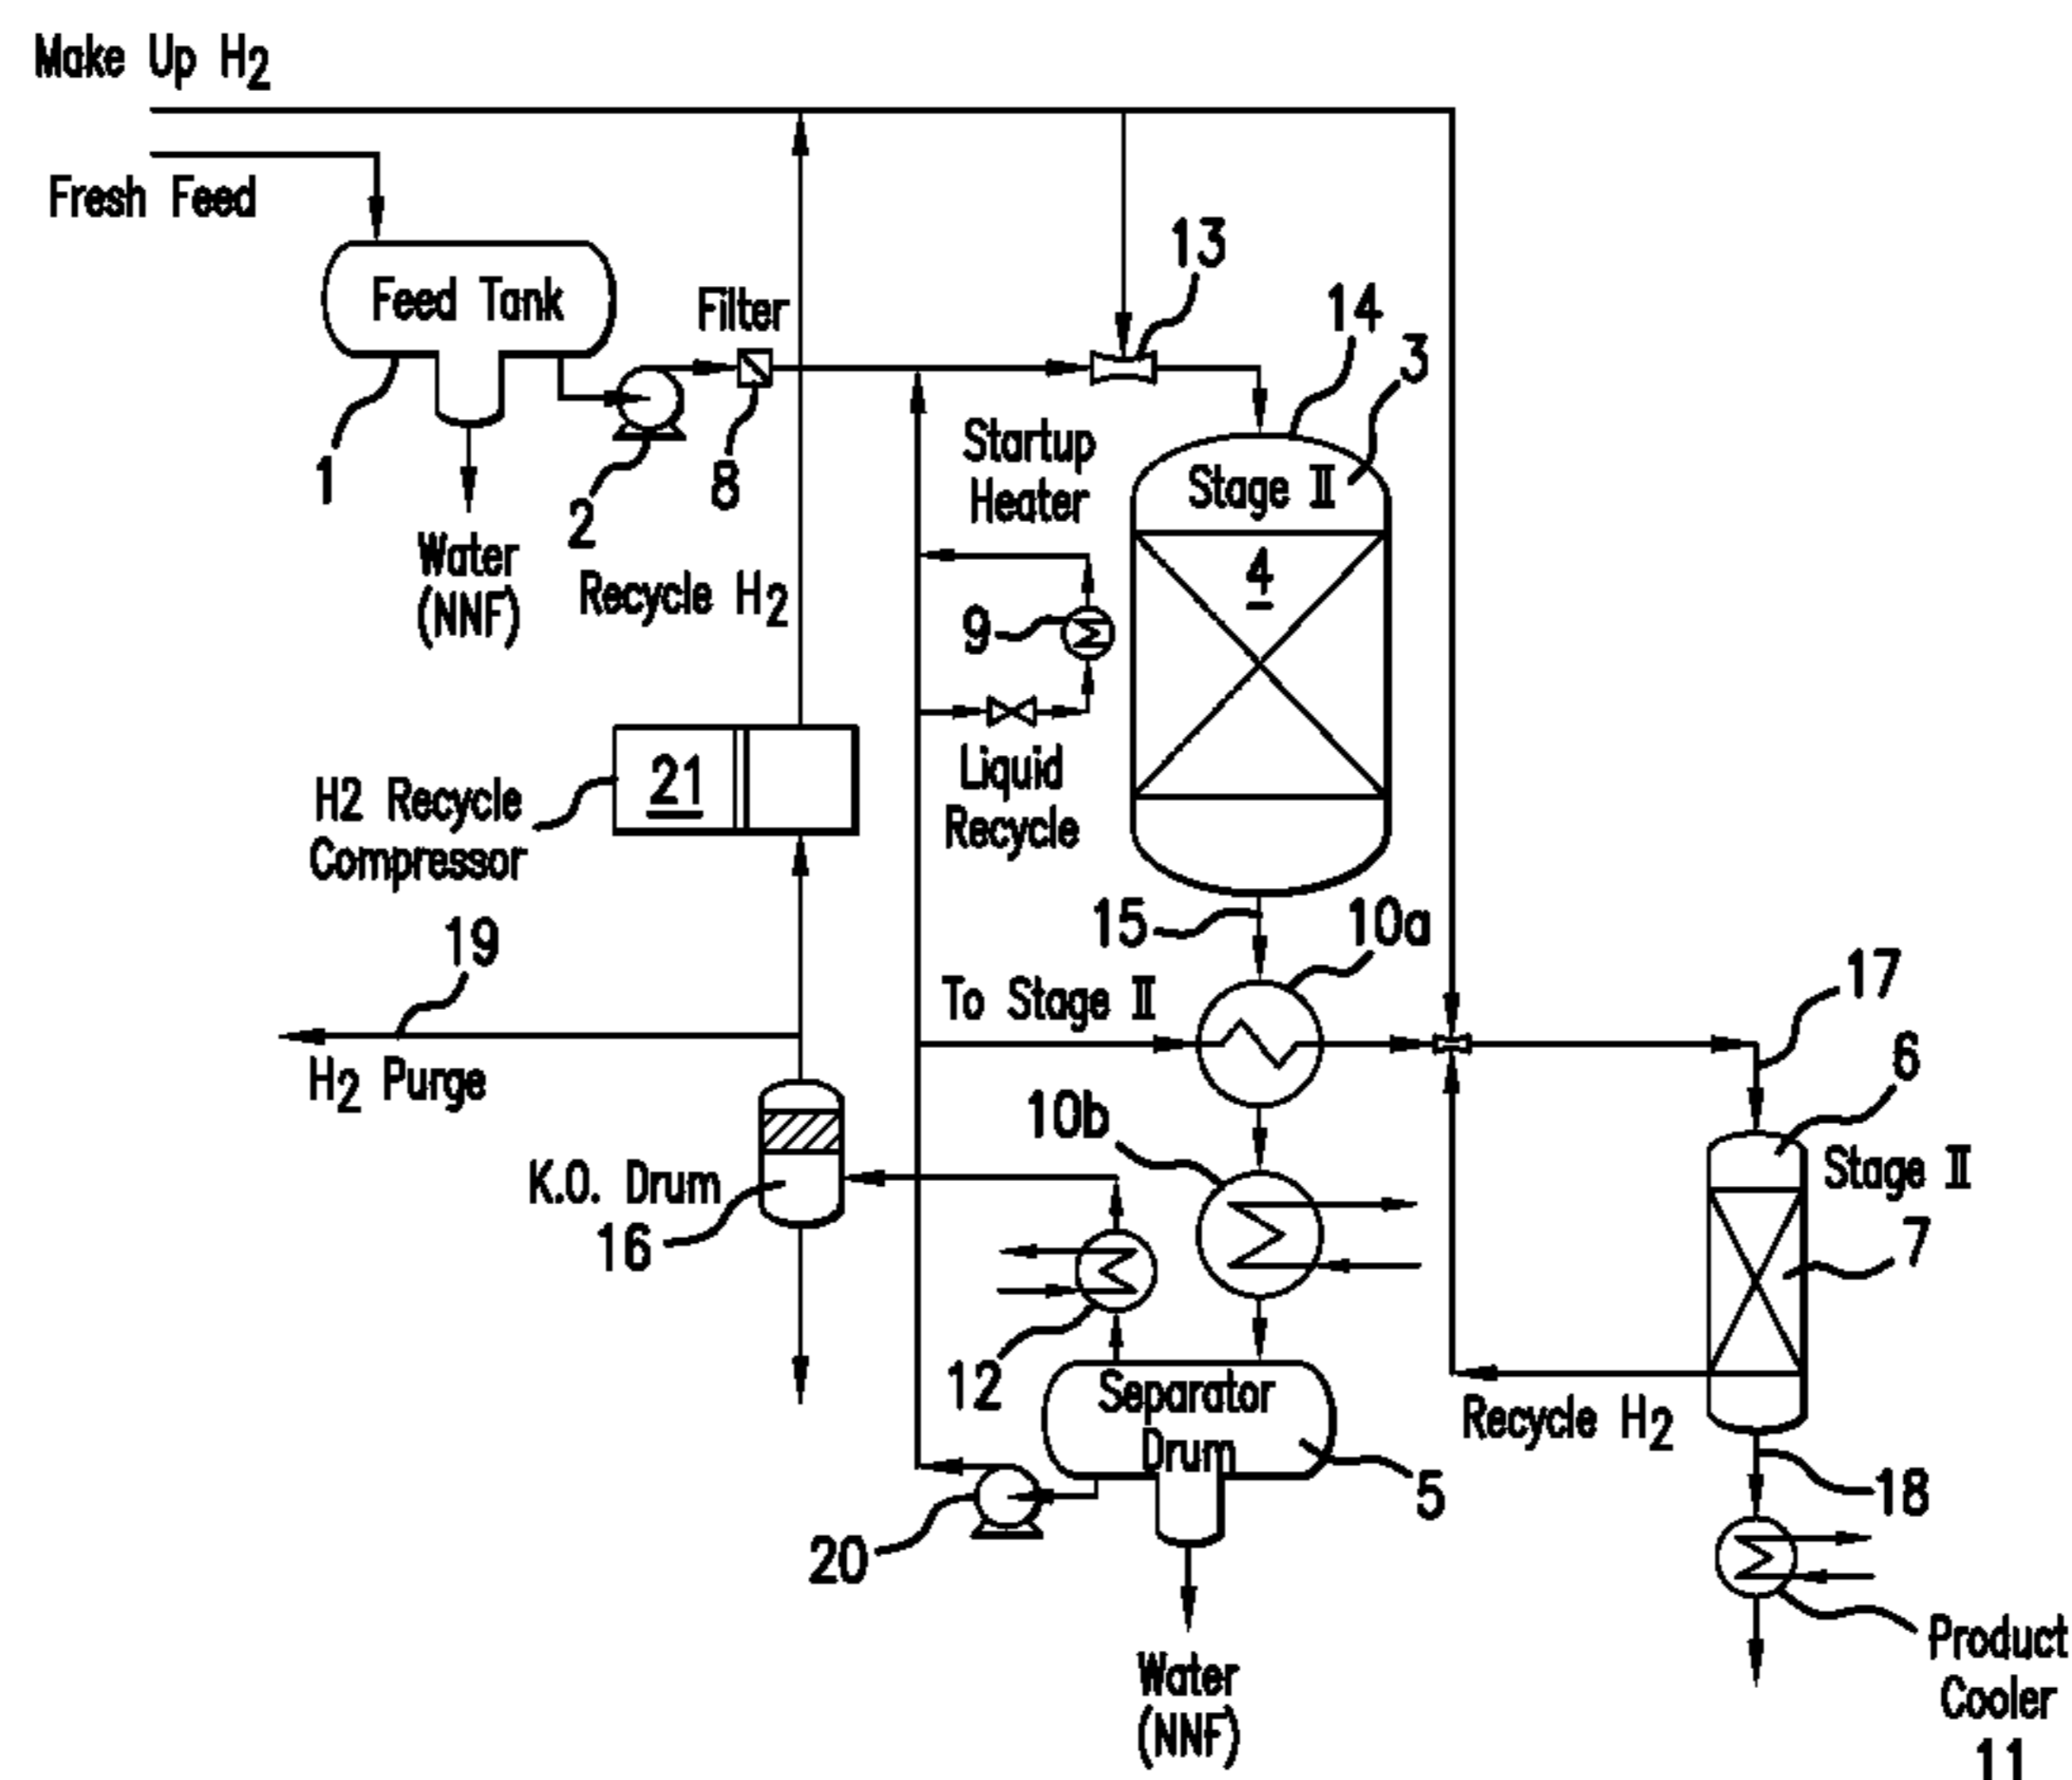 Make Up H2
Fresh Feed
Feed Tank
Filter
13
14
3
1
2
8
Startup
Heater
Stage II
Water
(NNF)
Recycle H2
9
4
21
H2 Recycle
Compressor
Liquid
Recycle
15
10a
19
To Stage II
17
H2 Purge
10b
6
K.O. Drum
16
Stage II
7
12
Separator
Drum
5
Recycle H2
18
20
Water
(NNF)
Product
Cooler
11